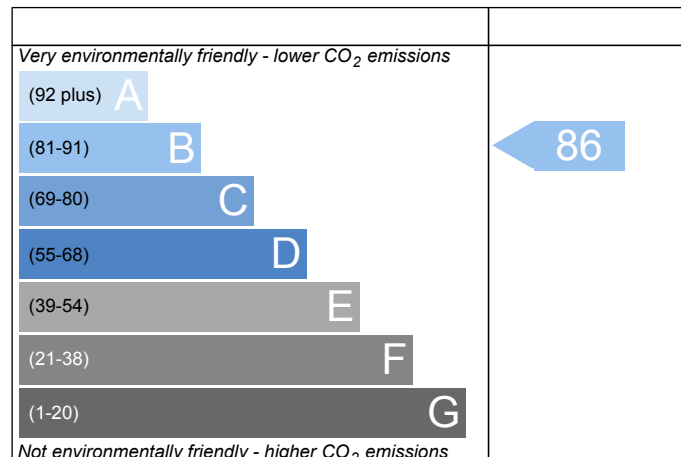 Very environmentally friendly - lower CO₂ emissions
(92 plus) A
(81-91) B
86
(69-80) C
(55-68) D
(39-54) E
(21-38) F
(1-20) G
Not environmentally friendly - higher CO₂ emissions